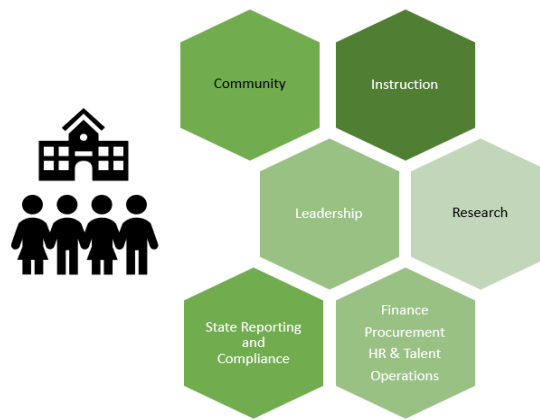 Community
Instruction
Leadership
Research
State Reporting
and
Compliance
Finance
Procurement
HR & Talent
Operations